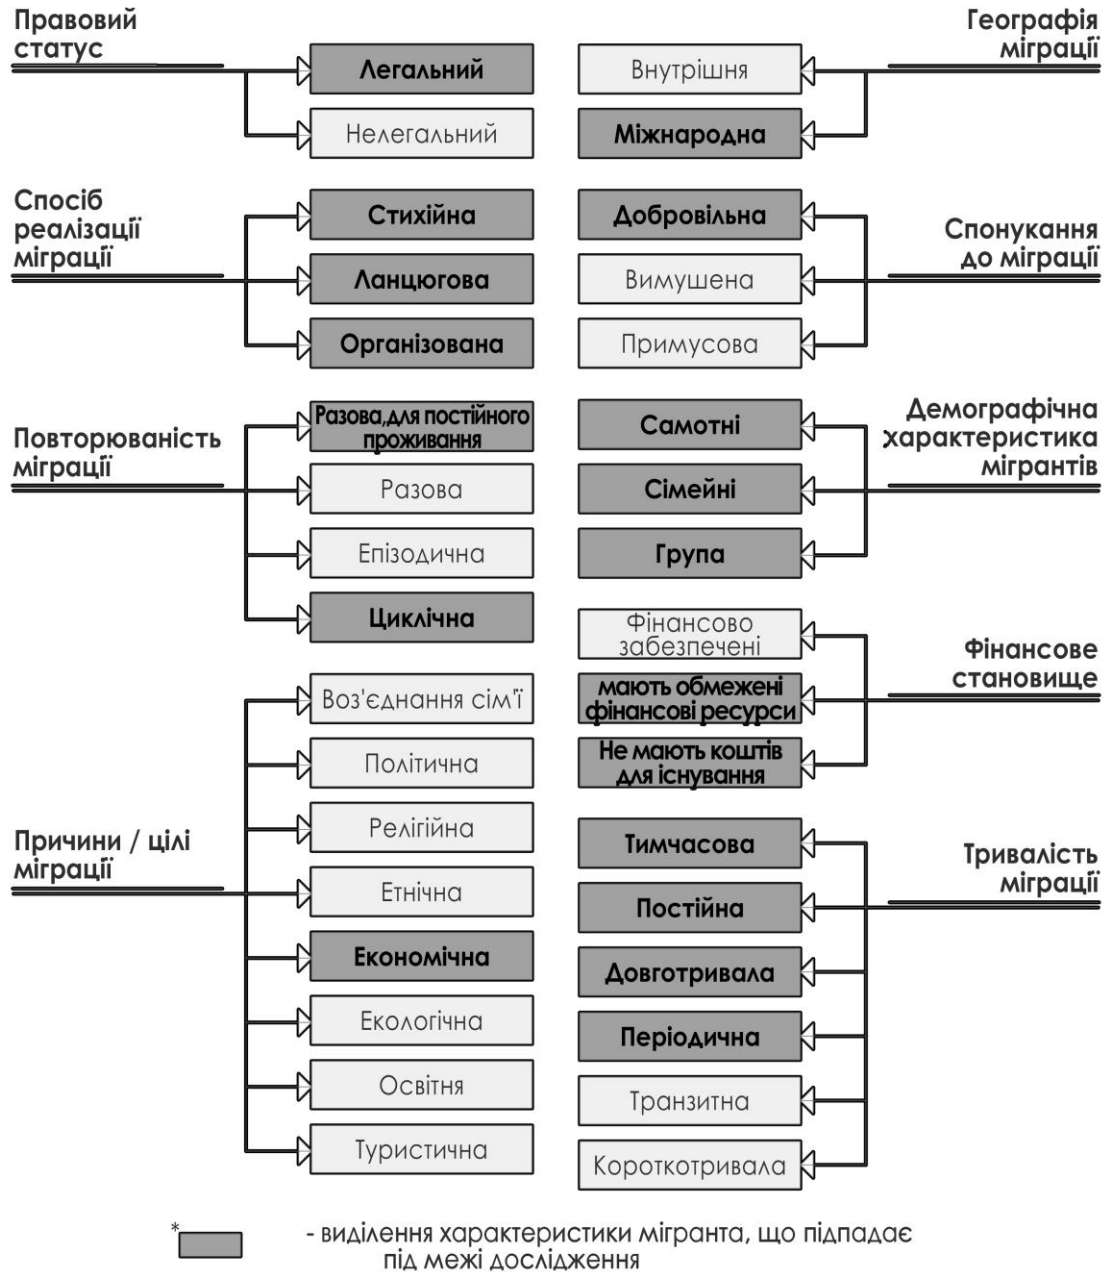 Правовий
статус
Легальний
Нелегальний
Спосіб
реалізації
міграції
Стихійна
Ланцюгова
Організована
Повторюваність
міграції
Разова,для постійного
проживання
Разова
Епізодична
Циклічна
Причини / цілі
міграції
Воз'єднання сім'ї
Політична
Релігійна
Етнічна
Економічна
Екологічна
Освітня
Туристична
Географія
міграції
Внутрішня
Міжнародна
Спонукання
до міграції
Добровільна
Вимушена
Примусова
Демографічна
характеристика
мігрантів
Самотні
Сімейні
Група
Фінансове
становище
Фінансово
забезпечені
мають обмежені
фінансові ресурси
Не мають коштів
для існування
Тривалість
міграції
Тимчасова
Постійна
Довготривала
Періодична
Транзитна
Короткотривала
* - виділення характеристики мігранта, що підпадає
під межі дослідження